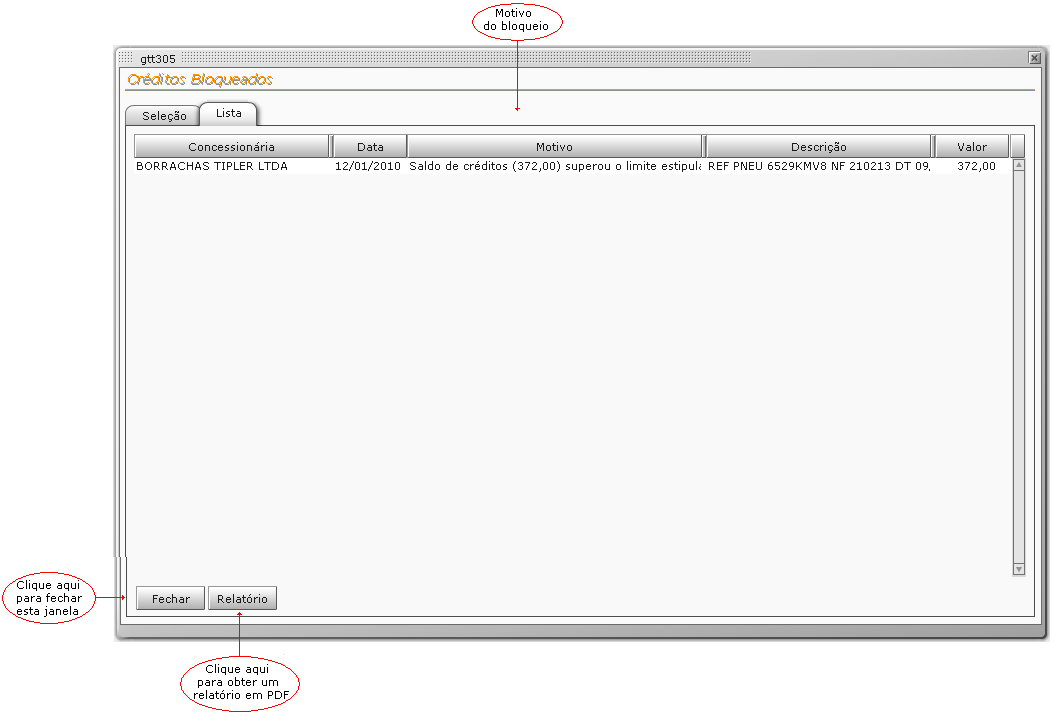 Motivo
do bloqueio
gtt305
Créditos Bloqueados
Seleção
Lista
Concessionária Data Motivo Descrição Valor
BORRACHAS TIPLER LTDA 12/01/2010 Saldo de créditos (372,00) superou o limite estipula REF PNEU 6529KMV8 NF 210213 DT 09, 372,00
Clique aqui
para fechar
esta janela
Fechar Relatório
Clique aqui
para obter um
relatório em PDF